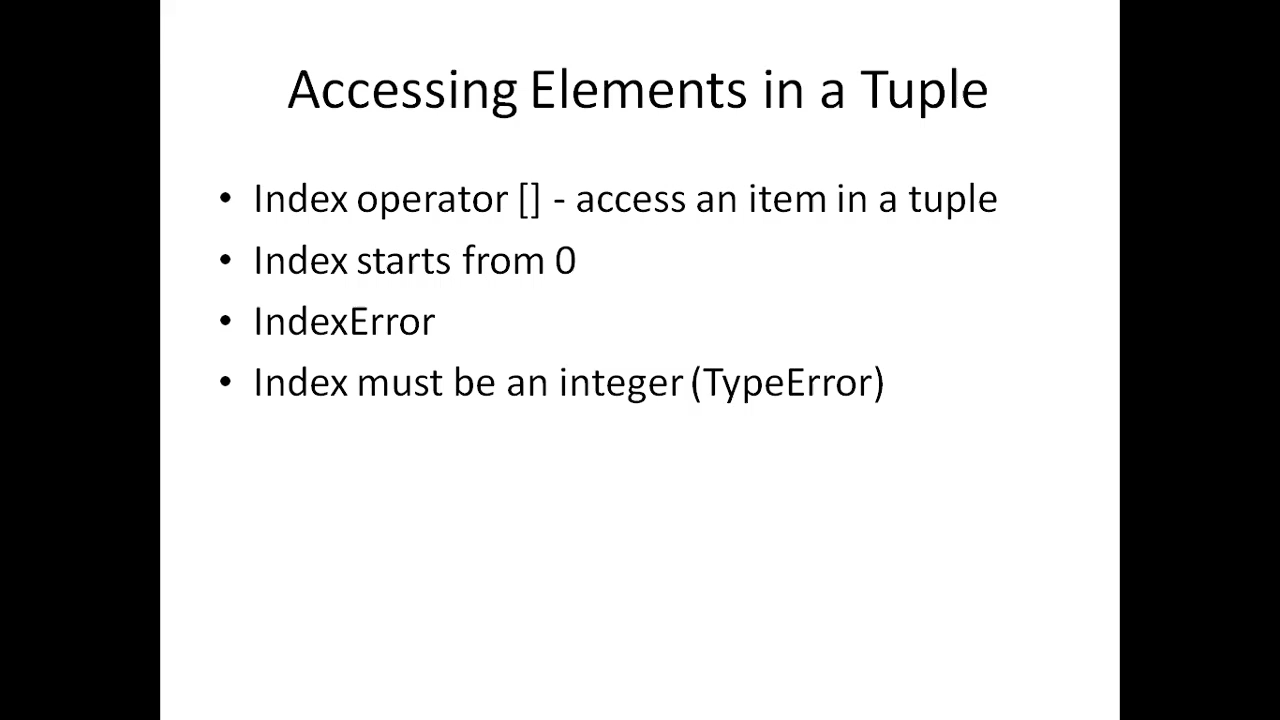 Accessing Elements in a Tuple
• Index operator [] - access an item in a tuple
• Index starts from 0
• IndexError
• Index must be an integer (TypeError)